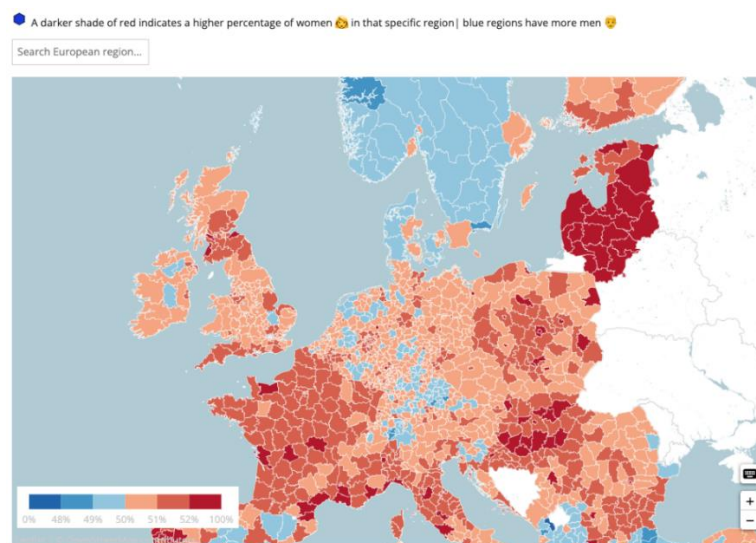 A darker shade of red indicates a higher percentage of women 👩 in that specific region| blue regions have more men 👨
Search European region...
+
−
0% 48% 49% 50% 51% 52% 100%